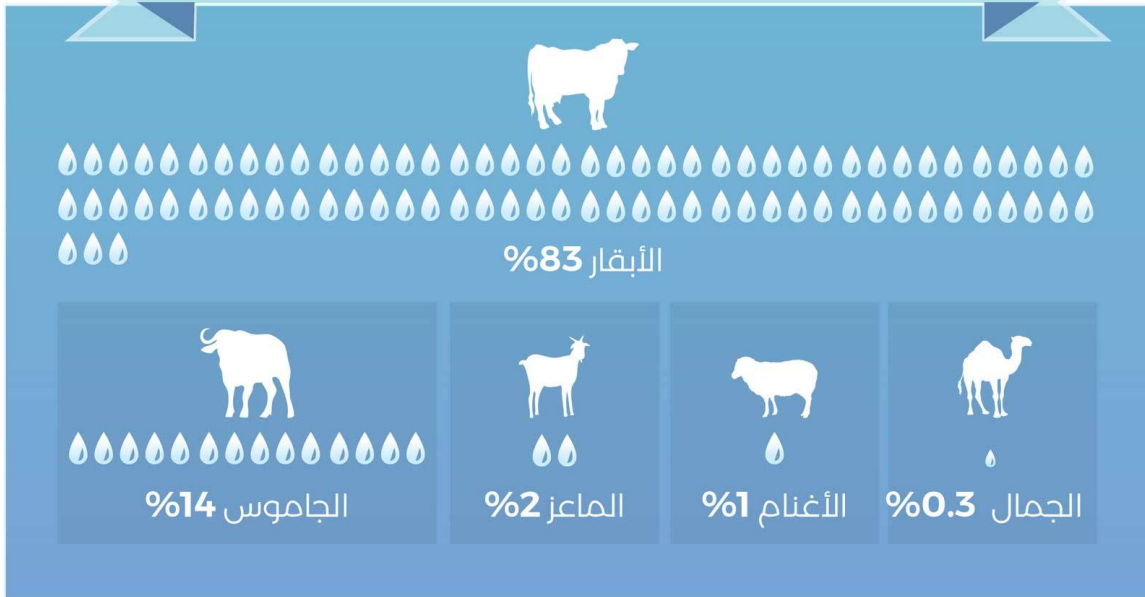 الأبقار 83%
الجمال 0.3%
الأغنام 1%
الماعز 2%
الجاموس 14%